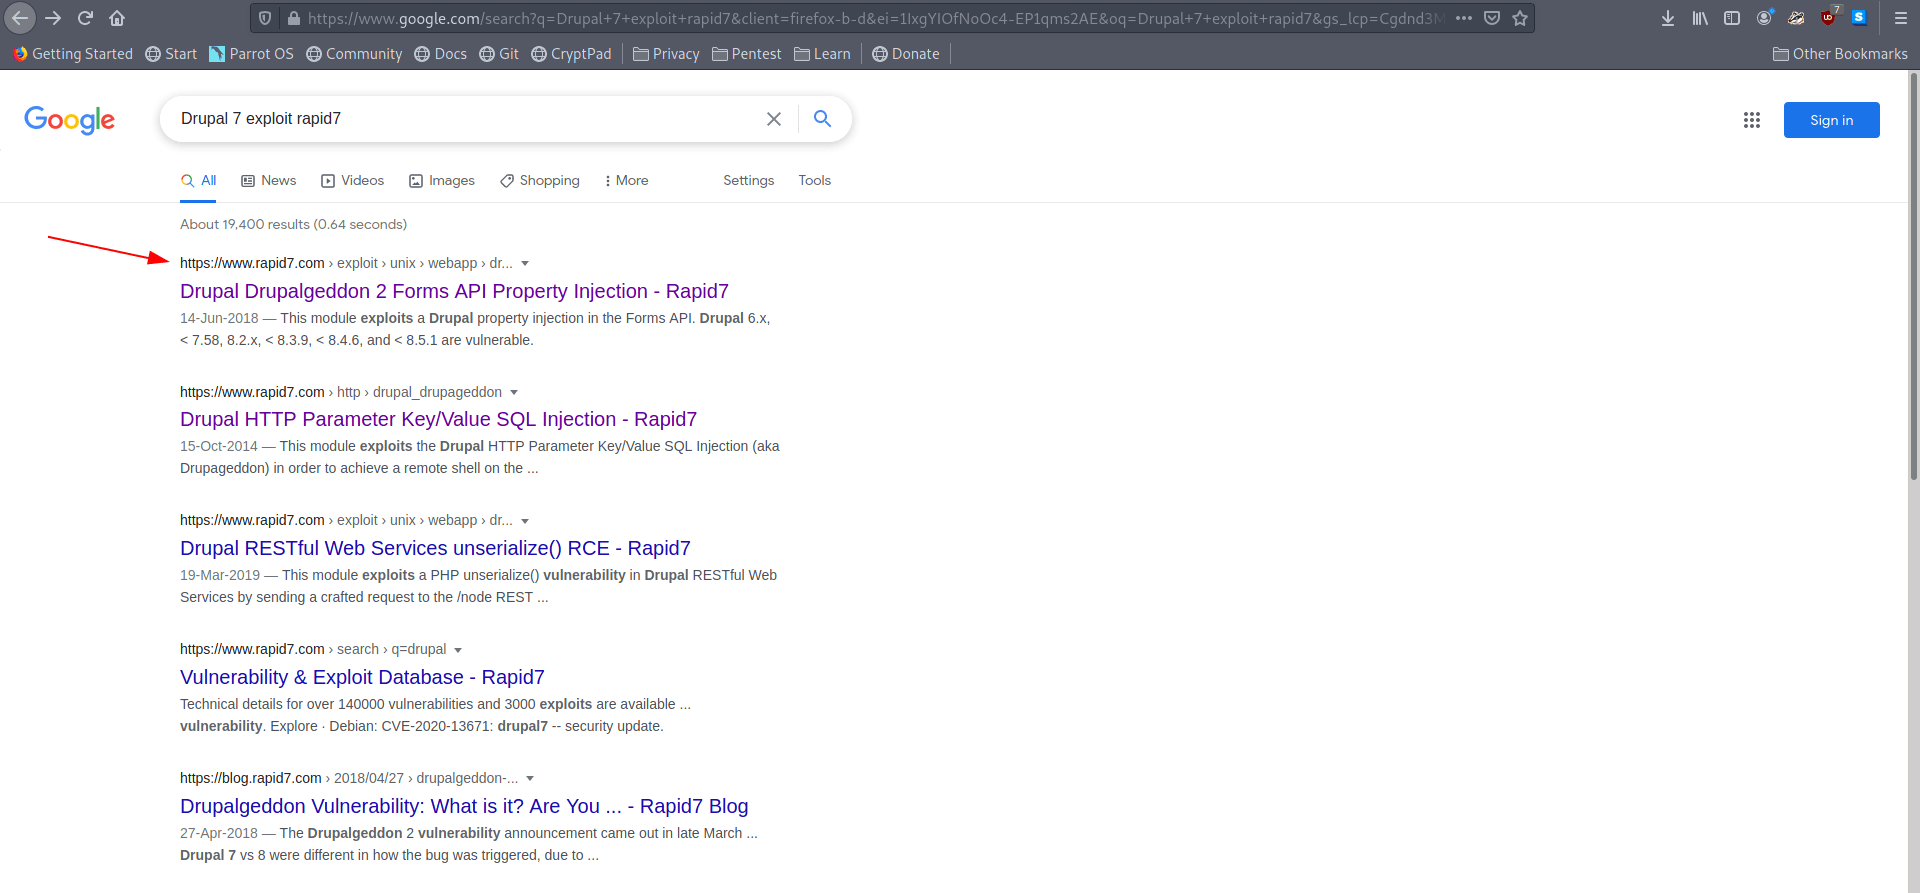 https://www.google.com/search?q=Drupal+7+exploit+rapid7&client=firefox-b-d&ei=1IxgYIOfNoOc4-EP1qms2AE&oq=Drupal+7+exploit+rapid7&gs_lcp=Cgdnd3M
7
Getting Started Start Parrot OS Community Docs Git CryptPad Privacy Pentest Learn Donate Other Bookmarks
Google
Drupal 7 exploit rapid7
Sign in
All News Videos Images Shopping More Settings Tools
About 19,400 results (0.64 seconds)
https://www.rapid7.com › exploit › unix › webapp › dr...
Drupal Drupalgeddon 2 Forms API Property Injection - Rapid7
14-Jun-2018 — This module exploits a Drupal property injection in the Forms API. Drupal 6.x,
< 7.58, 8.2.x, < 8.3.9, < 8.4.6, and < 8.5.1 are vulnerable.
https://www.rapid7.com › http › drupal_drupageddon
Drupal HTTP Parameter Key/Value SQL Injection - Rapid7
15-Oct-2014 — This module exploits the Drupal HTTP Parameter Key/Value SQL Injection (aka
Drupageddon) in order to achieve a remote shell on the ...
https://www.rapid7.com › exploit › unix › webapp › dr...
Drupal RESTful Web Services unserialize() RCE - Rapid7
19-Mar-2019 — This module exploits a PHP unserialize() vulnerability in Drupal RESTful Web
Services by sending a crafted request to the /node REST ...
https://www.rapid7.com › search › q=drupal
Vulnerability & Exploit Database - Rapid7
Technical details for over 140000 vulnerabilities and 3000 exploits are available ...
vulnerability. Explore · Debian: CVE-2020-13671: drupal7 -- security update.
https://blog.rapid7.com › 2018/04/27 › drupalgeddon-...
Drupalgeddon Vulnerability: What is it? Are You ... - Rapid7 Blog
27-Apr-2018 — The Drupalgeddon 2 vulnerability announcement came out in late March ...
Drupal 7 vs 8 were different in how the bug was triggered, due to ...